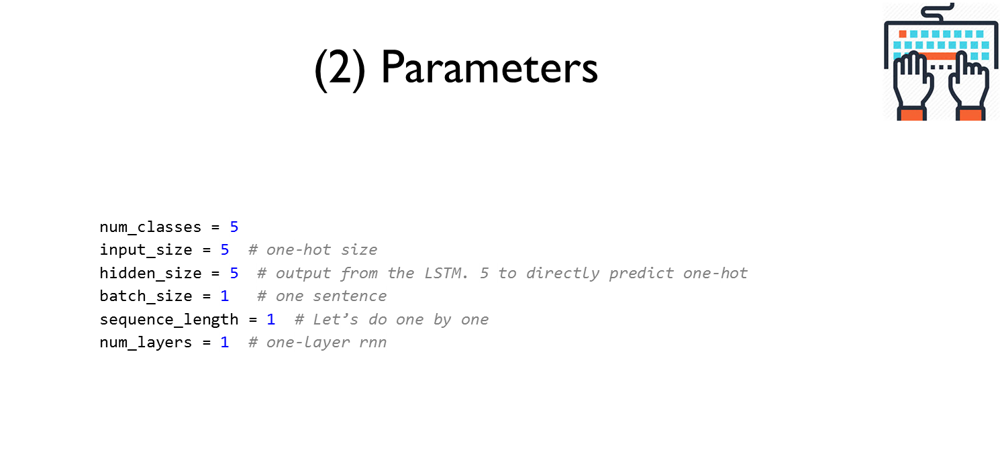 (2) Parameters
num_classes = 5
input_size = 5  # one-hot size
hidden_size = 5  # output from the LSTM. 5 to directly predict one-hot
batch_size = 1   # one sentence
sequence_length = 1  # Let’s do one by one
num_layers = 1  # one-layer rnn